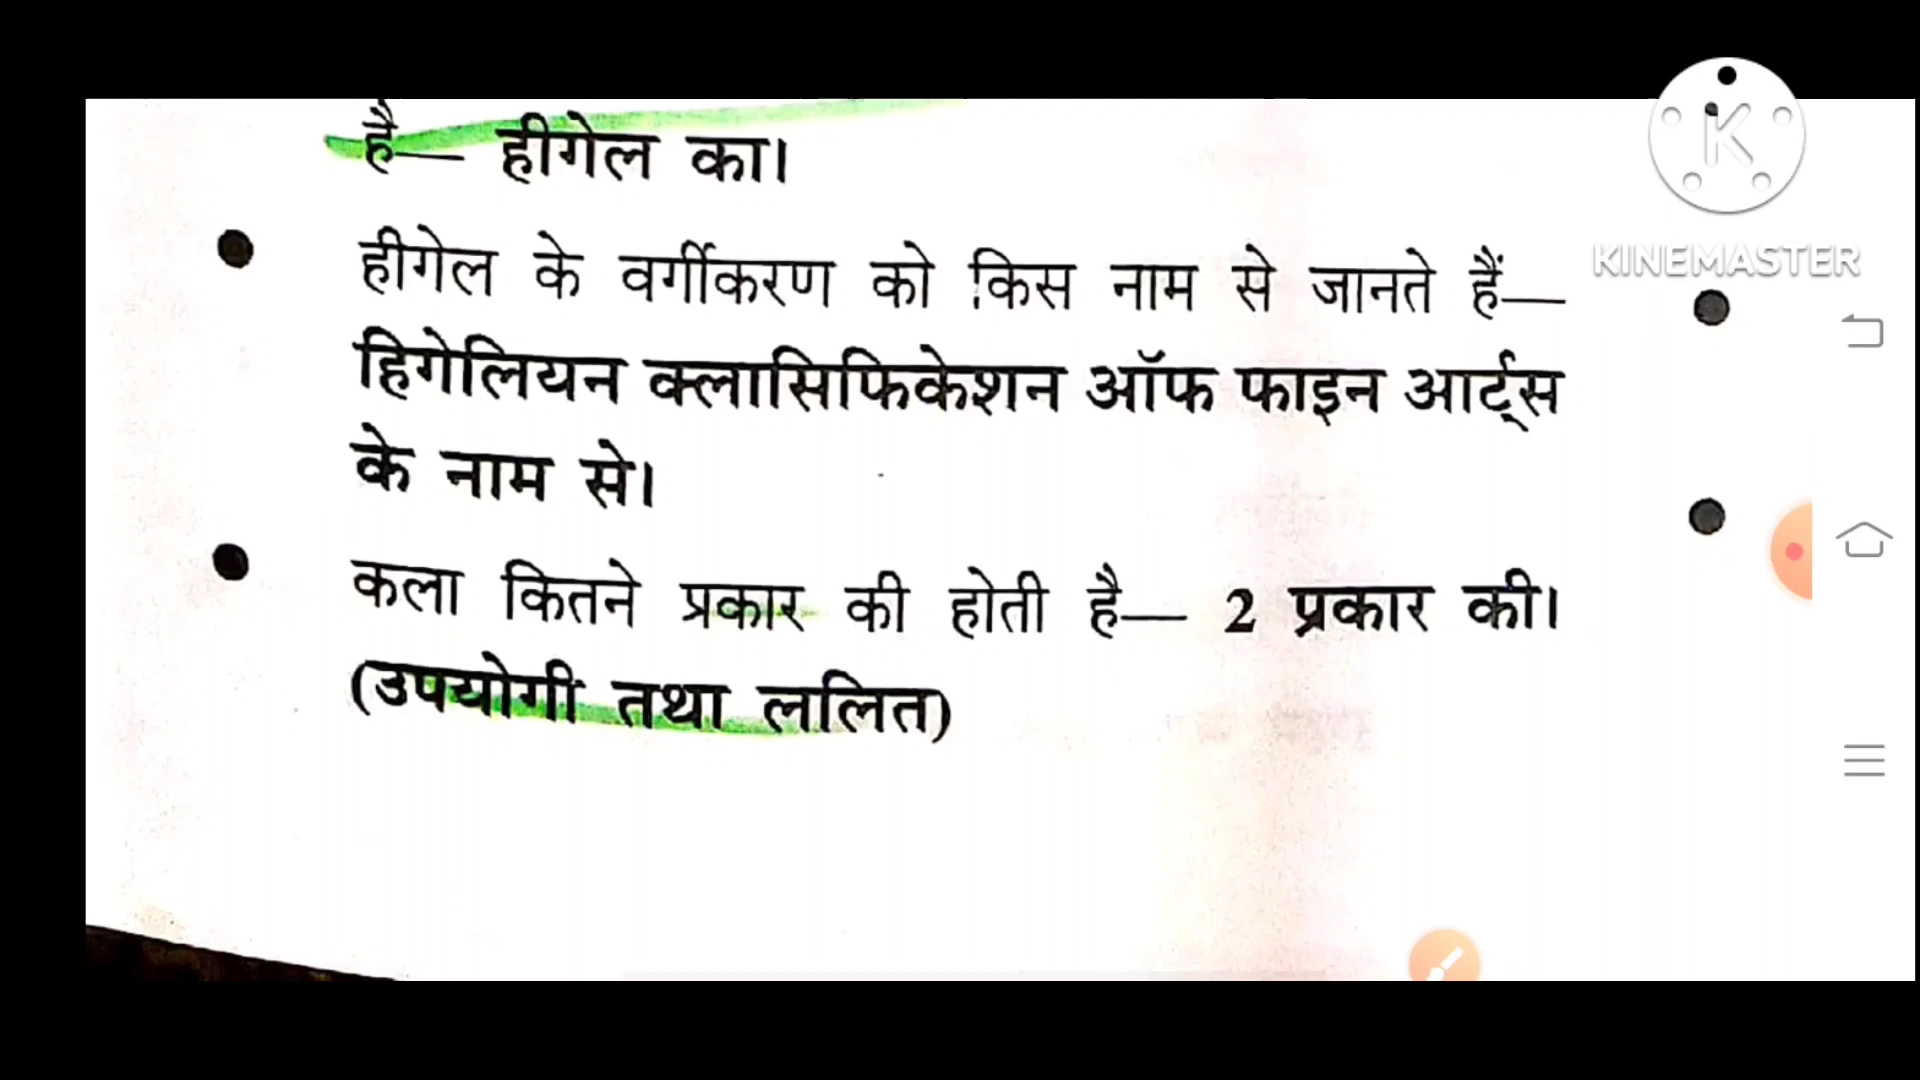 है— हीगेल का।
हीगेल के वर्गीकरण को किस नाम से जानते हैं—
हिगेलियन क्लासिफिकेशन ऑफ फाइन आर्ट्स
के नाम से।
कला कितने प्रकार की होती है— 2 प्रकार की।
(उपयोगी तथा ललित)
K
KINEMASTER